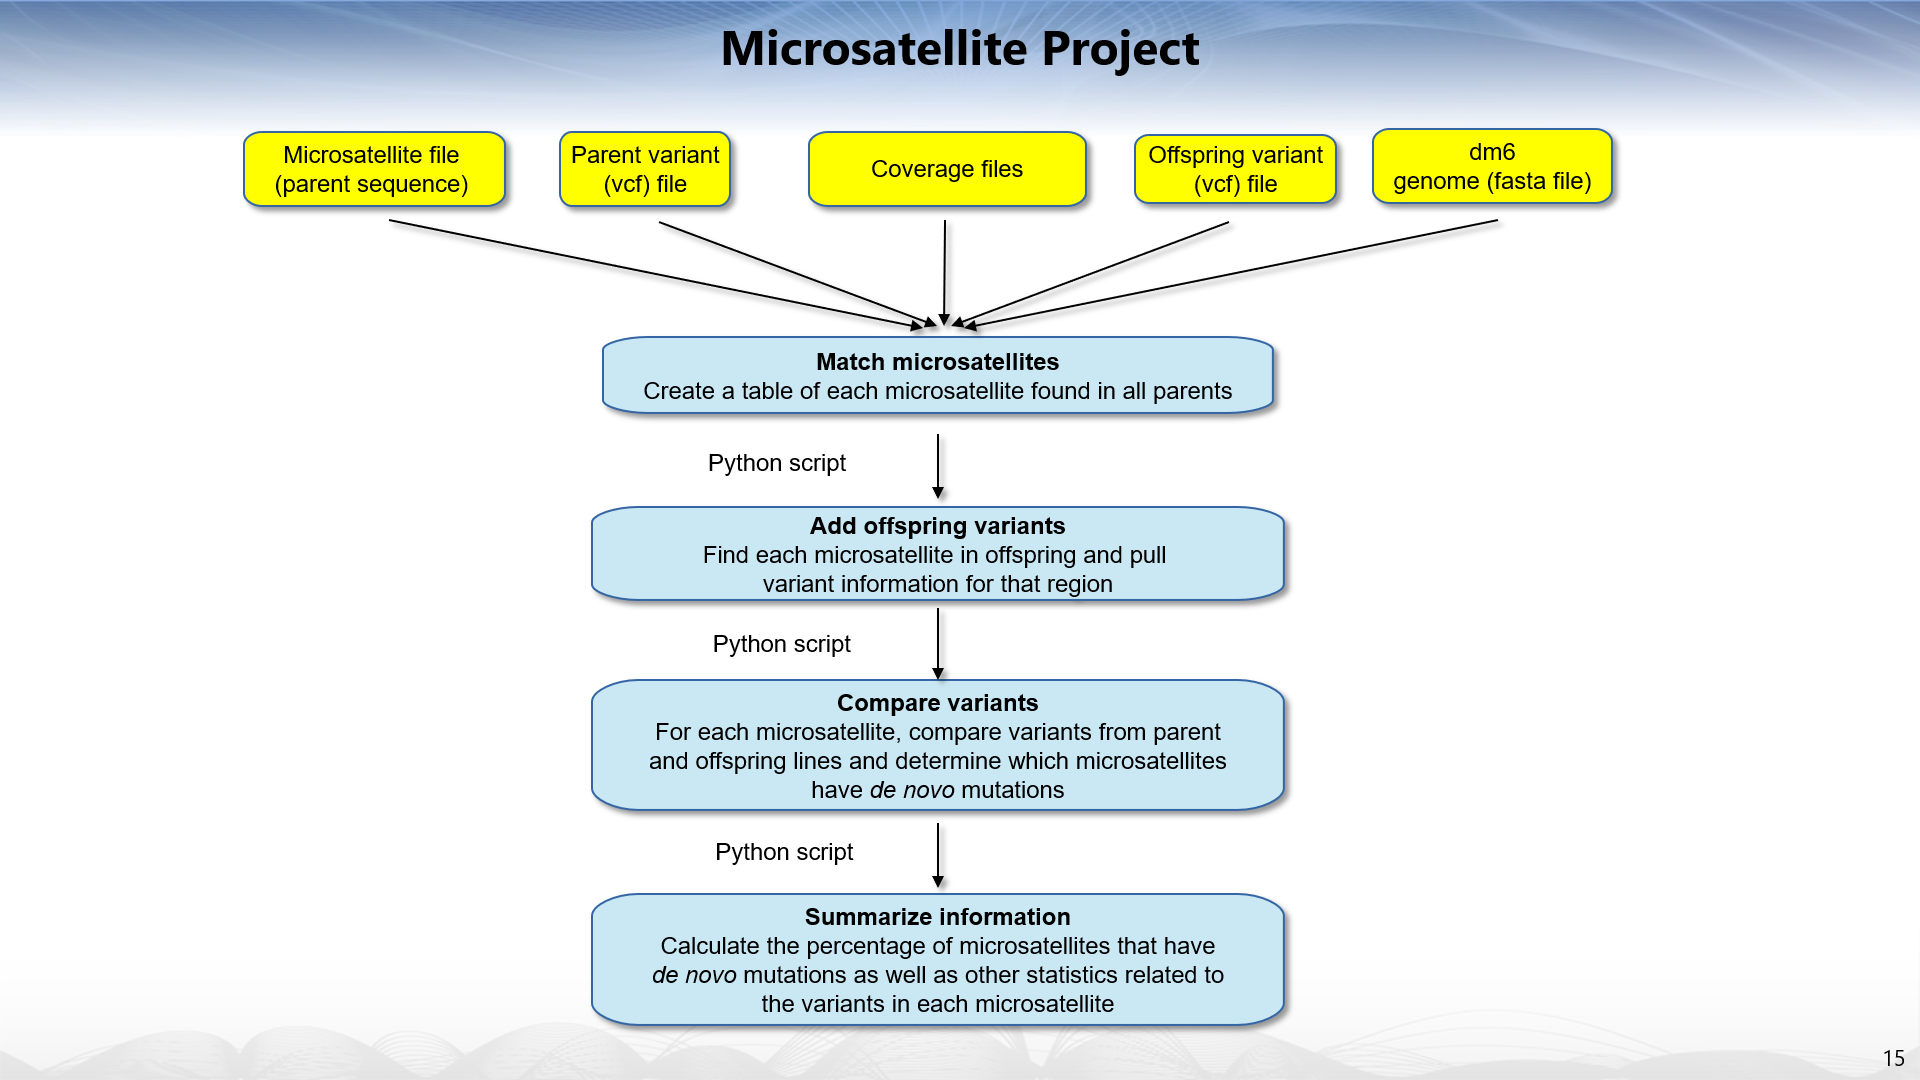 Microsatellite Project
Microsatellite file
(parent sequence)
Parent variant
(vcf) file
Coverage files
Offspring variant
(vcf) file
dm6
genome (fasta file)
Match microsatellites
Create a table of each microsatellite found in all parents
Python script
Add offspring variants
Find each microsatellite in offspring and pull
variant information for that region
Python script
Compare variants
For each microsatellite, compare variants from parent
and offspring lines and determine which microsatellites
have de novo mutations
Python script
Summarize information
Calculate the percentage of microsatellites that have
de novo mutations as well as other statistics related to
the variants in each microsatellite
15